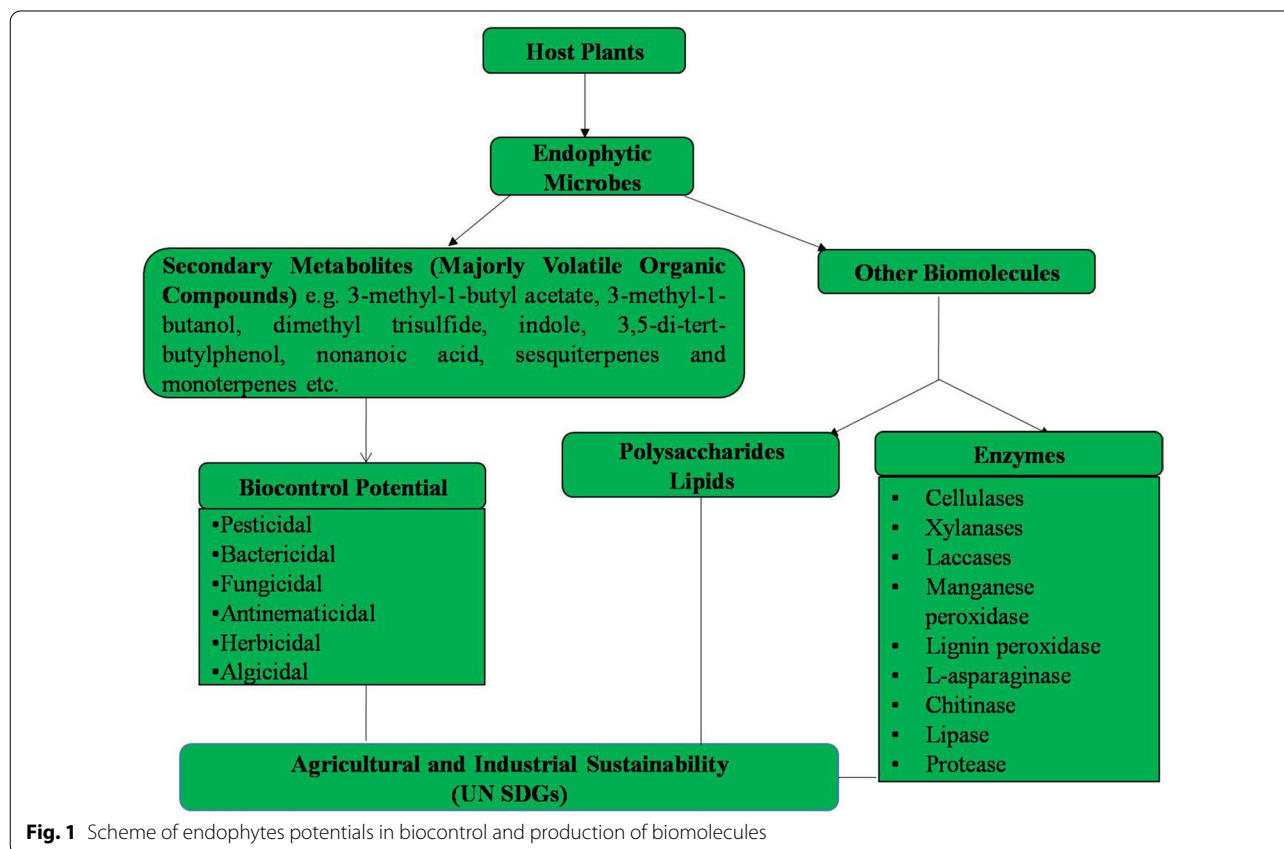 Host Plants
Endophytic
Microbes
Secondary Metabolites (Majorly Volatile Organic
Compounds) e.g. 3-methyl-1-butyl acetate, 3-methyl-1-
butanol, dimethyl trisulfide, indole, 3,5-di-tert-
butylphenol, nonanoic acid, sesquiterpenes and
monoterpenes etc.
Other Biomolecules
Biocontrol Potential
▪Pesticidal
▪Bactericidal
▪Fungicidal
▪Antinematicidal
▪Herbicidal
▪Algicidal
Polysaccharides
Lipids
Enzymes
▪ Cellulases
▪ Xylanases
▪ Laccases
▪ Manganese
peroxidase
▪ Lignin peroxidase
▪ L-asparaginase
▪ Chitinase
▪ Lipase
▪ Protease
Agricultural and Industrial Sustainability
(UN SDGs)
Fig. 1 Scheme of endophytes potentials in biocontrol and production of biomolecules